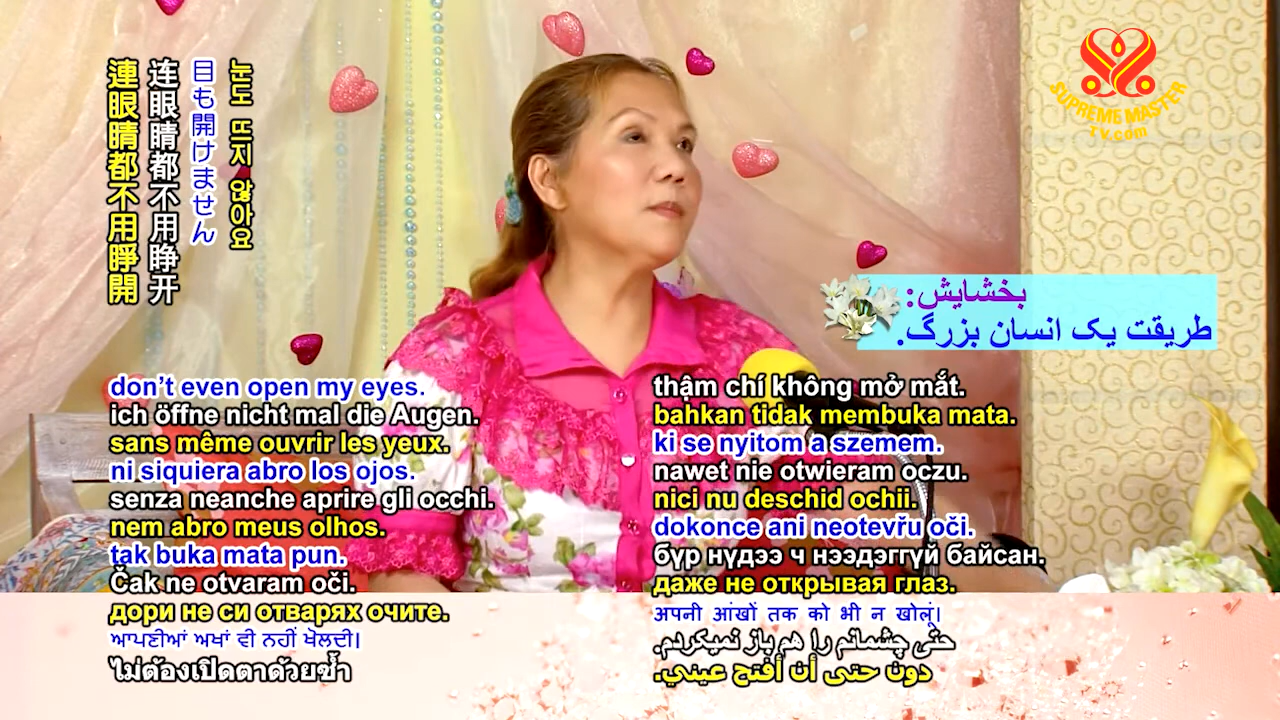 連眼睛都不用睜開
连眼睛都不用睁开
目も開けません
눈도 뜨지 않아요
SUPREME MASTER
TV.com
بخشایش:
طریقت یک انسان بزرگ.
don’t even open my eyes.
ich öffne nicht mal die Augen.
sans même ouvrir les yeux.
ni siquiera abro los ojos.
senza neanche aprire gli occhi.
nem abro meus olhos.
tak buka mata pun.
Čak ne otvaram oči.
дори не си отварях очите.
ਆਪਣੀਆਂ ਅਖਾਂ ਵੀ ਨਹੀਂ ਖੋਲਦੀ।
ไม่ต้องเปิดตาด้วยซ้ำ
thậm chí không mở mắt.
bahkan tidak membuka mata.
ki se nyitom a szemem.
nawet nie otwieram oczu.
nici nu deschid ochii.
dokonce ani neotevřu oči.
бүр нүдээ ч нээдэггүй байсан.
даже не открывая глаз.
अपनी आंखों तक को भी न खोलूं।
حتّی چشمانم را هم باز نمیکردم.
دون حتى أن أفتح عيني.